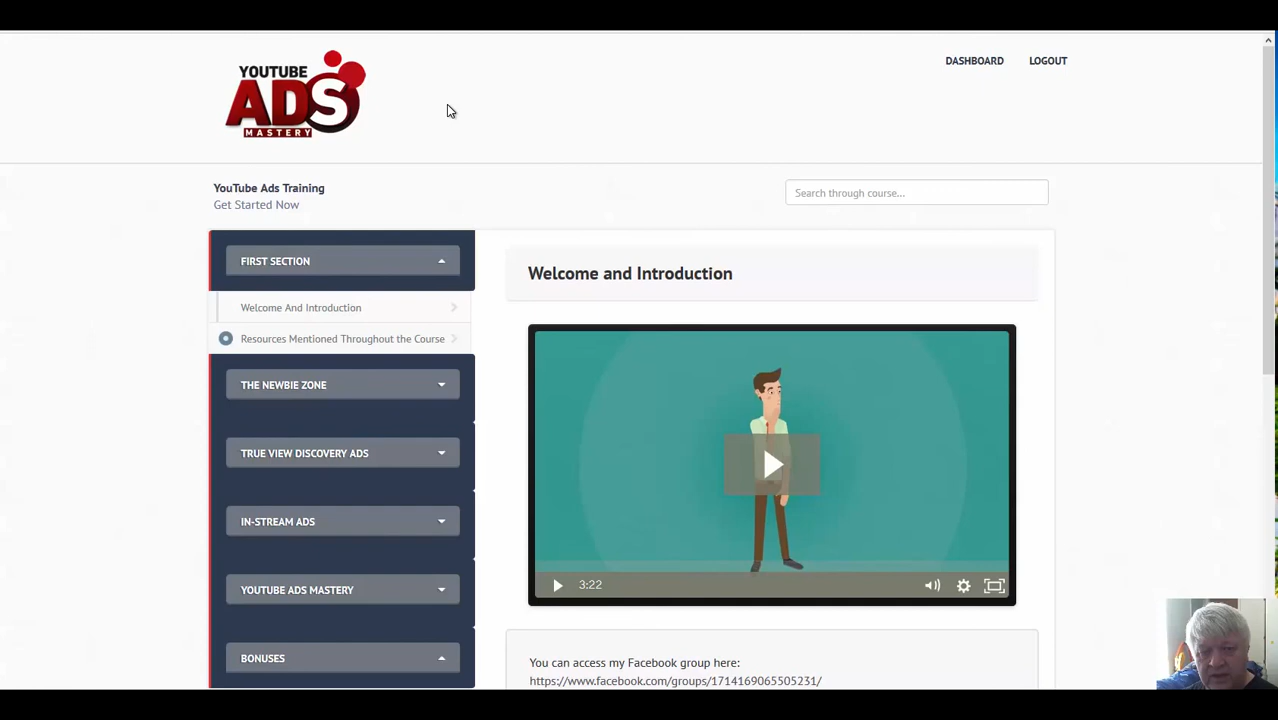 YOUTUBE
ADS
MASTERY
DASHBOARD
LOGOUT
YouTube Ads Training
Get Started Now
Search through course...
FIRST SECTION
Welcome And Introduction
Resources Mentioned Throughout the Course
THE NEWBIE ZONE
TRUE VIEW DISCOVERY ADS
IN-STREAM ADS
YOUTUBE ADS MASTERY
BONUSES
Welcome and Introduction
3:22
You can access my Facebook group here:
https://www.facebook.com/groups/1714169065505231/